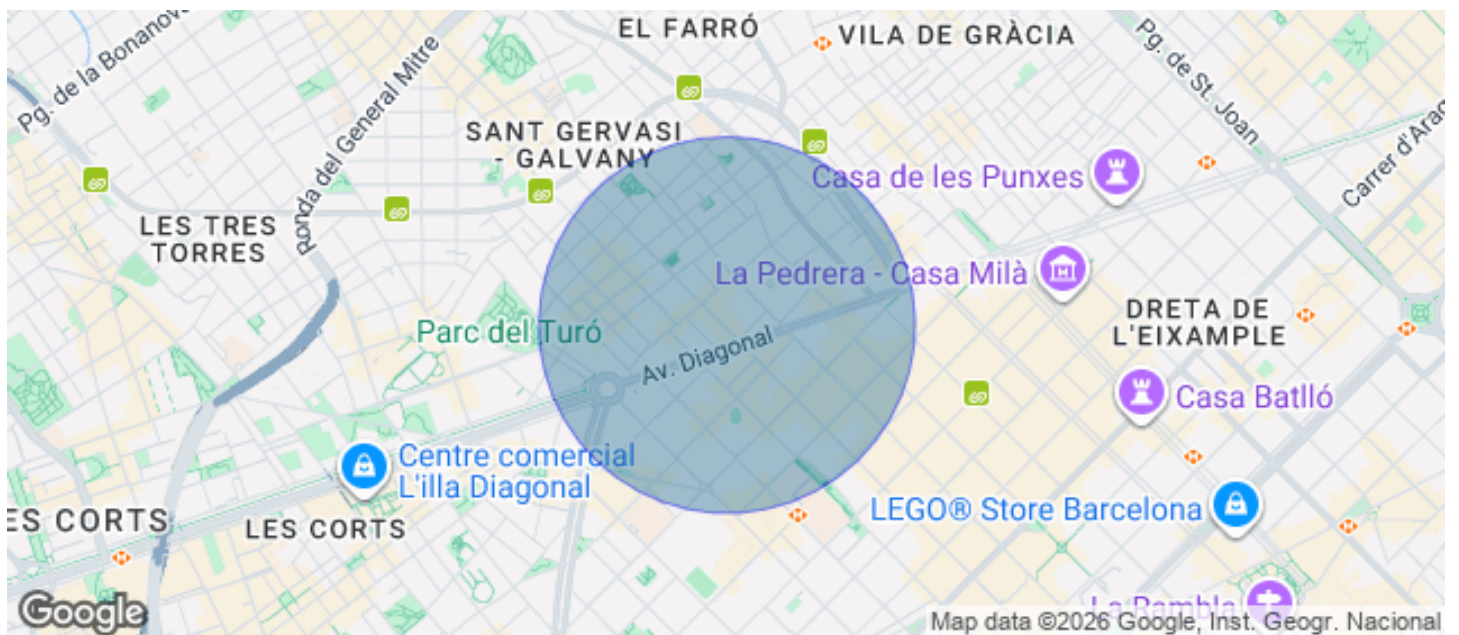 EL FARRÓ
VILA DE GRÀCIA
Pg. de la Bonanova
Ronda del General Mitre
Pg. de St. Joan
Carrer d'Arag
SANT GERVASI
- GALVANY
Casa de les Punxes
LES TRES
TORRES
La Pedrera - Casa Milà
DRETA DE
L'EIXAMPLE
Parc del Turó
Av. Diagonal
Casa Batlló
Centre comercial
L'illa Diagonal
LEGO® Store Barcelona
ES CORTS
LES CORTS
La Rambla
Google
Map data ©2026 Google, Inst. Geogr. Nacional